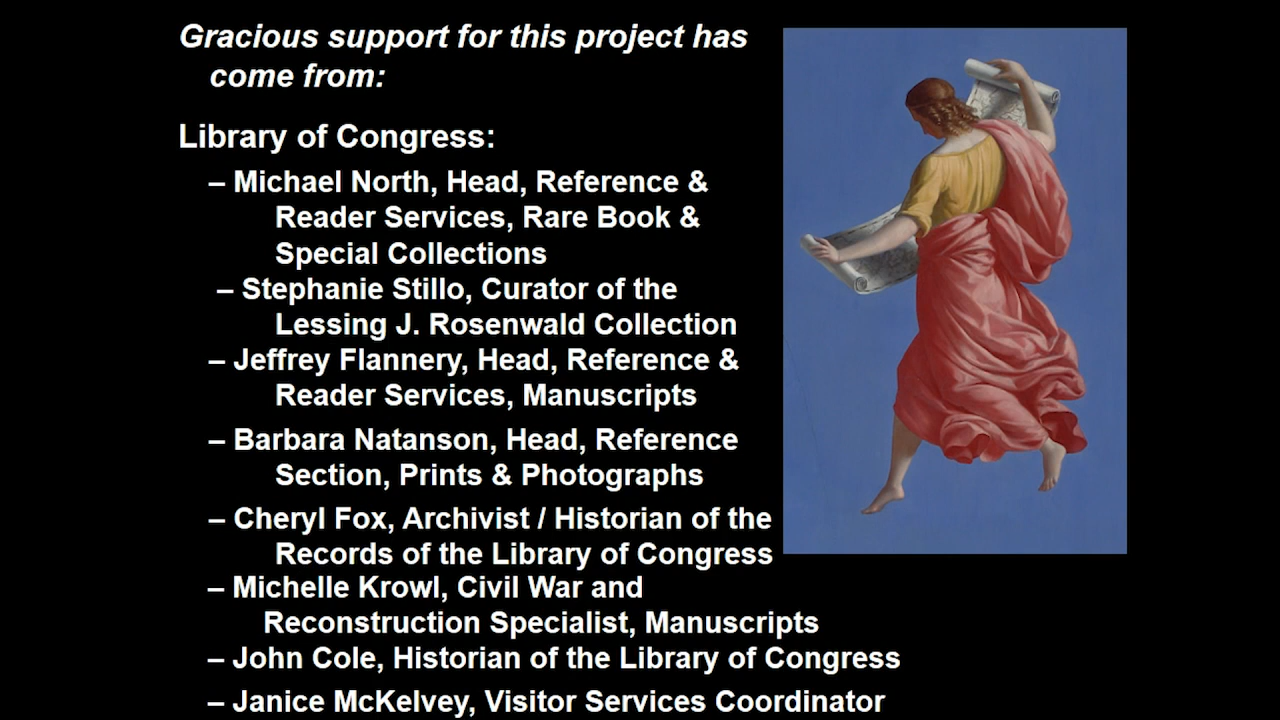 Gracious support for this project has
come from:
Library of Congress:
– Michael North, Head, Reference &
Reader Services, Rare Book &
Special Collections
– Stephanie Stillo, Curator of the
Lessing J. Rosenwald Collection
– Jeffrey Flannery, Head, Reference &
Reader Services, Manuscripts
– Barbara Natanson, Head, Reference
Section, Prints & Photographs
– Cheryl Fox, Archivist / Historian of the
Records of the Library of Congress
– Michelle Krowl, Civil War and
Reconstruction Specialist, Manuscripts
– John Cole, Historian of the Library of Congress
– Janice McKelvey, Visitor Services Coordinator